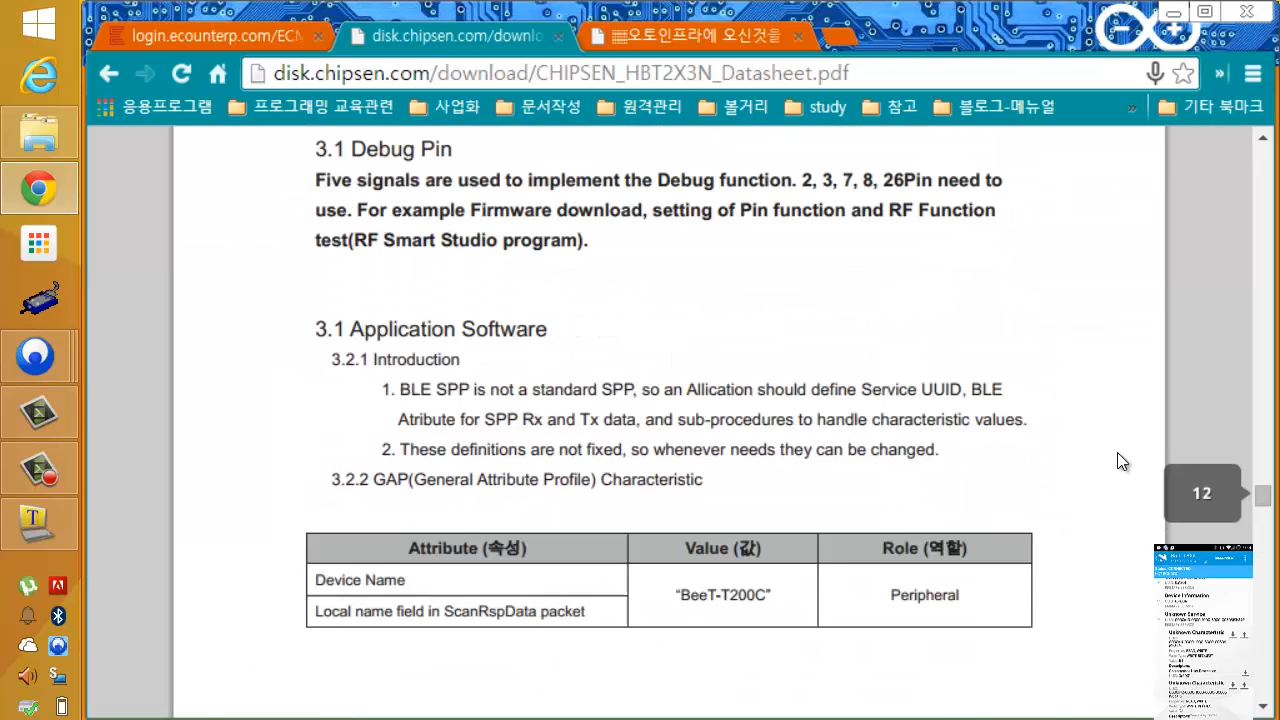 login.ecounterp.com/ECM
disk.chipsen.com/downlo
오토인프라에 오신것을
disk.chipsen.com/download/CHIPSEN_HBT2X3N_Datasheet.pdf
응용프로그램 프로그래밍 교육관련 사업화 문서작성 원격관리 볼거리 study 참고 블로그-메뉴얼 » 기타 북마크
3.1 Debug Pin
Five signals are used to implement the Debug function. 2, 3, 7, 8, 26Pin need to
use. For example Firmware download, setting of Pin function and RF Function
test(RF Smart Studio program).
3.1 Application Software
3.2.1 Introduction
1. BLE SPP is not a standard SPP, so an Allication should define Service UUID, BLE
Atribute for SPP Rx and Tx data, and sub-procedures to handle characteristic values.
2. These definitions are not fixed, so whenever needs they can be changed.
3.2.2 GAP(General Attribute Profile) Characteristic
12
Attribute (속성) Value (값) Role (역할)
Device Name
“BeeT-T200C” Peripheral
Local name field in ScanRspData packet
Device Information
Unknown Service
Unknown Characteristic
Unknown Characteristic